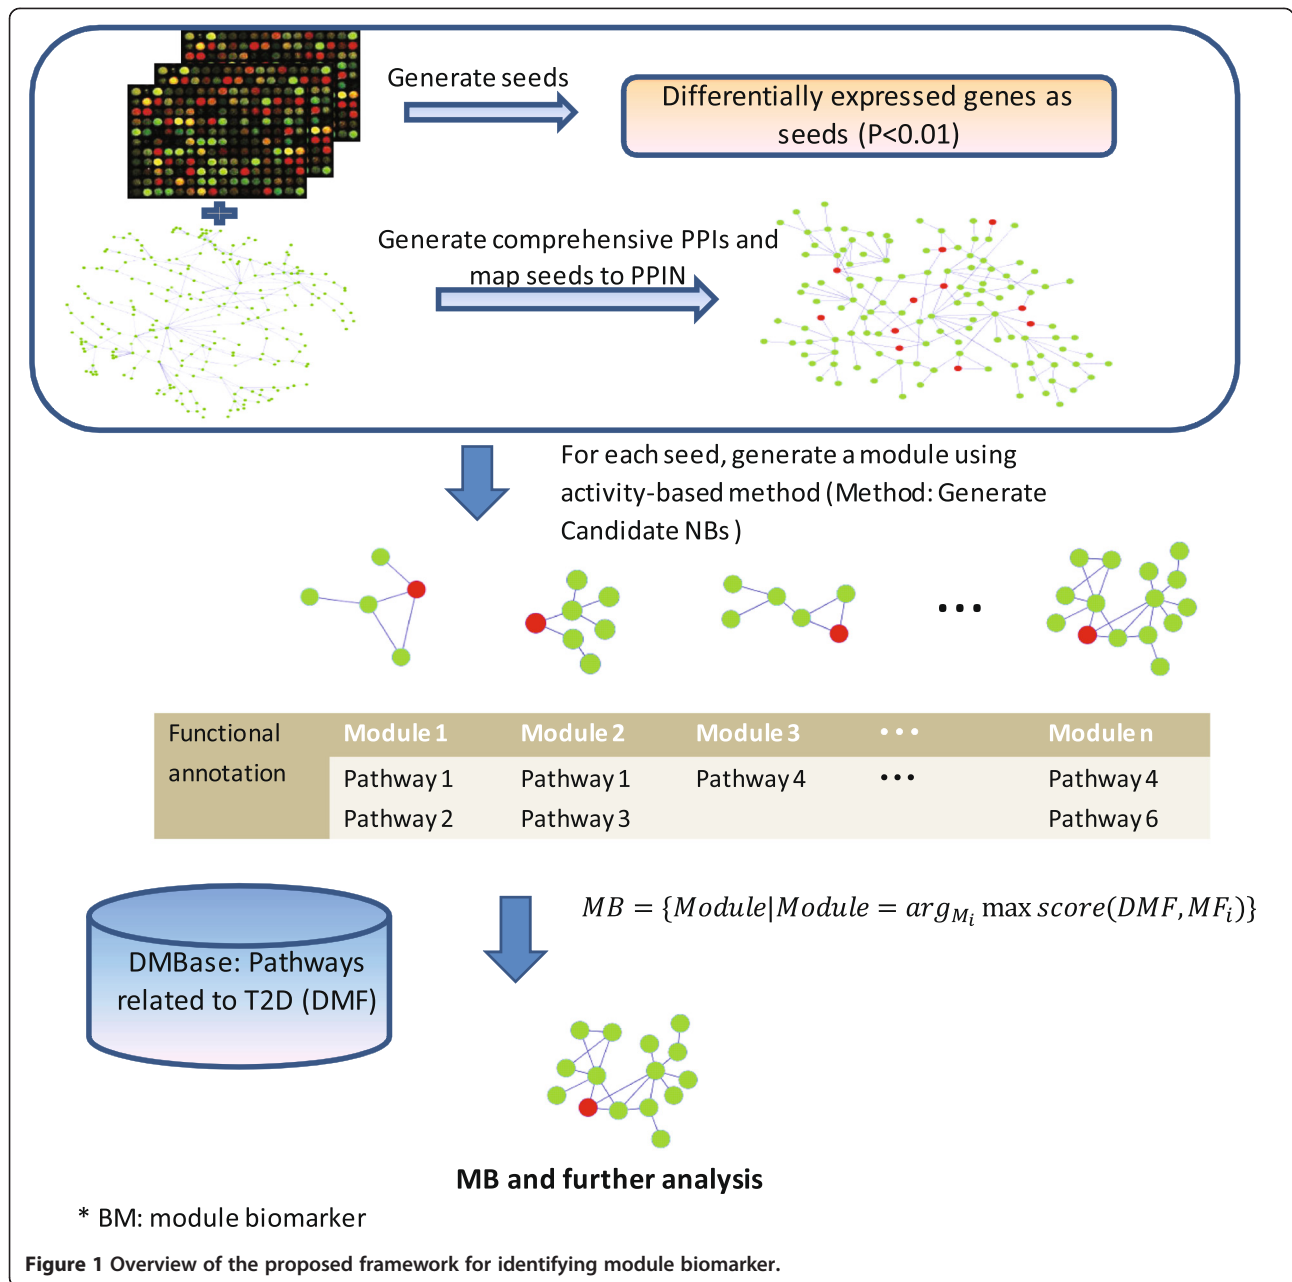 Generate seeds
Differentially expressed genes as
seeds (P<0.01)
Generate comprehensive PPIs and
map seeds to PPIN
For each seed, generate a module using
activity-based method (Method: Generate
Candidate NBs)
...
Functional
annotation
Module 1 Module 2 Module 3 ... Module n
Pathway 1 Pathway 1 Pathway 4 ... Pathway 4
Pathway 2 Pathway 3 Pathway 6
DMBase: Pathways
related to T2D (DMF)
MB = {Module|Module = arg_{M_i} max score(DMF, MF_i)}
MB and further analysis
* BM: module biomarker
Figure 1 Overview of the proposed framework for identifying module biomarker.